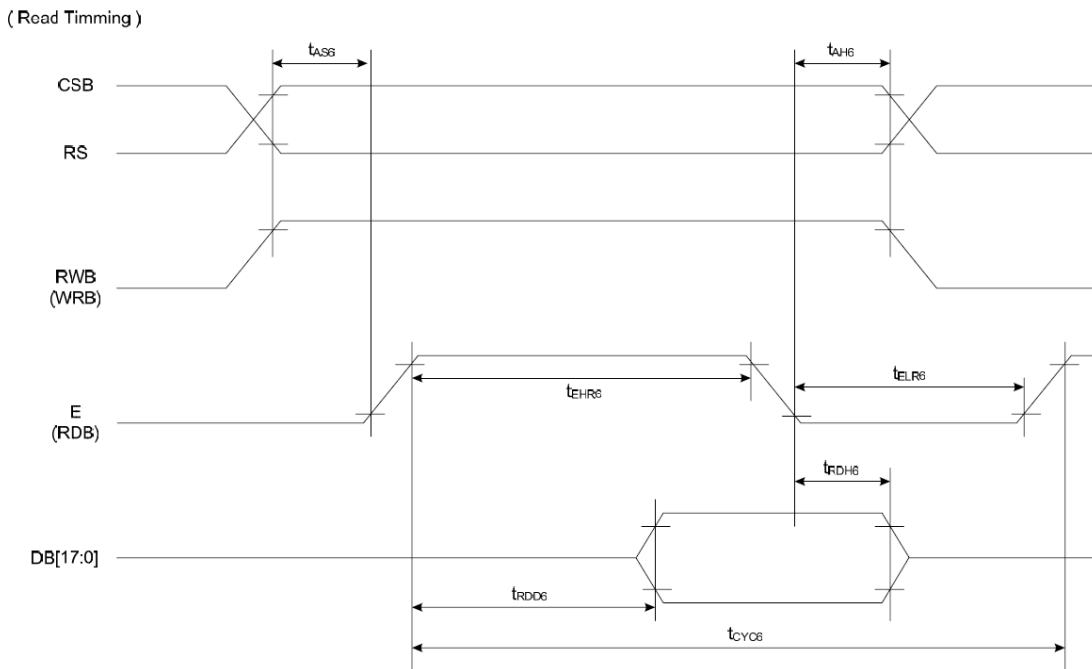 ( Read Timming )
tAS6
tAH6
CSB
RS
RWB
(WRB)
tELR6
tEHR6
E
(RDB)
tRDH6
DB[17:0]
tRDD6
tCYC6